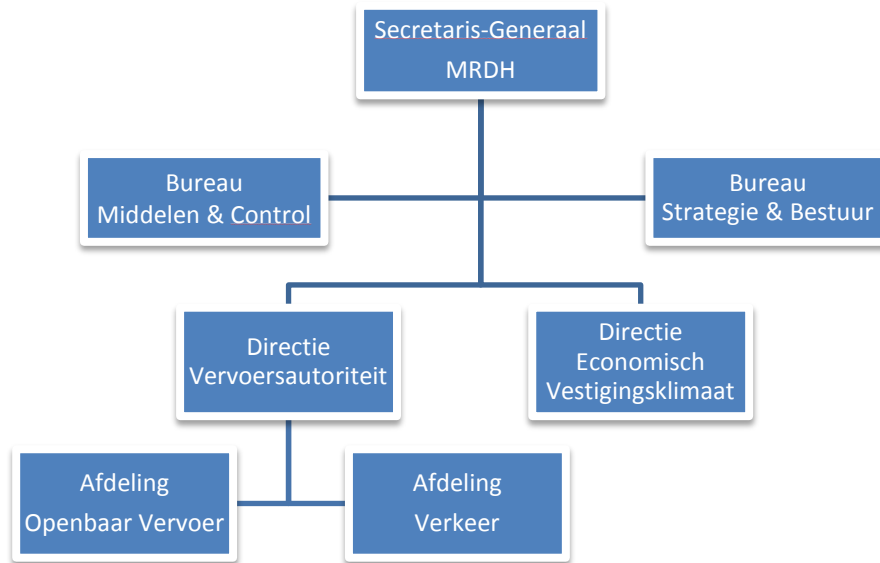 Secretaris-Generaal
MRDH
Bureau
Middelen & Control
Bureau
Strategie & Bestuur
Directie
Vervoersautoriteit
Directie
Economisch
Vestigingsklimaat
Afdeling
Openbaar Vervoer
Afdeling
Verkeer